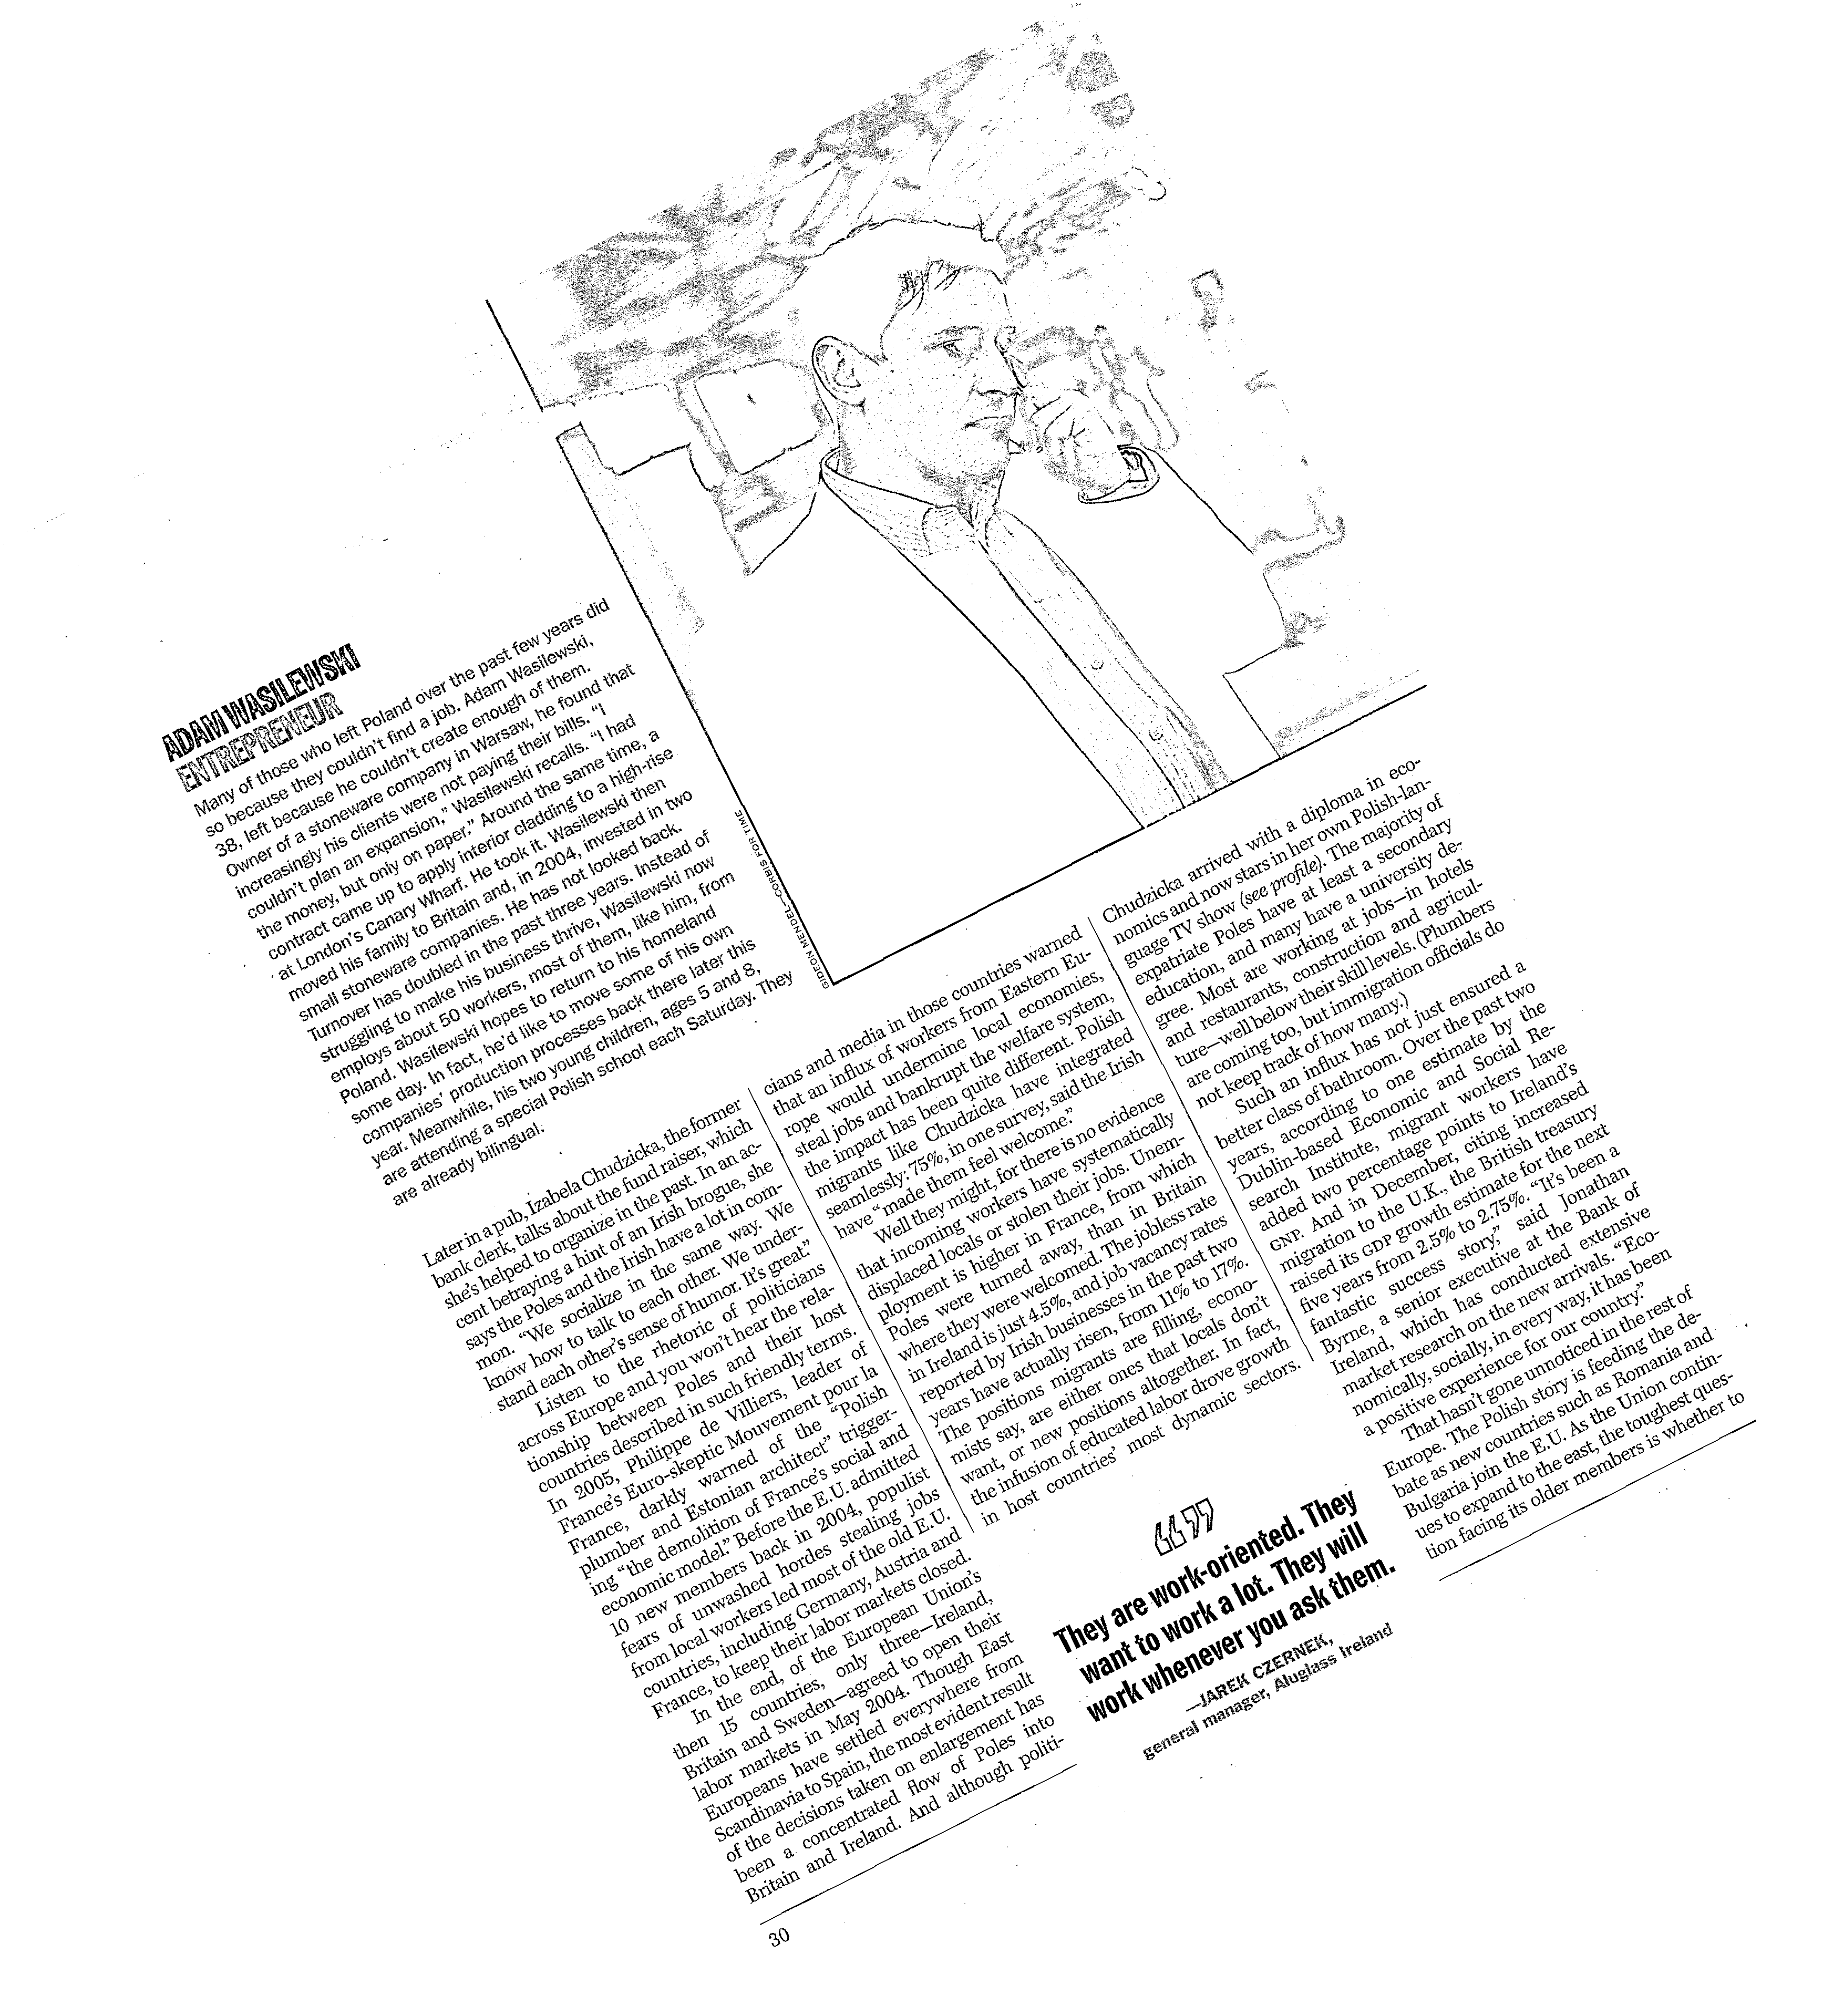 ADAM WASILEWSKI
ENTREPRENEUR
Many of those who left Poland over the past few years did
so because they couldn't find a job. Adam Wasilewski,
38, left because he couldn't create enough of them.
Owner of a stoneware company in Warsaw, he found that
increasingly his clients were not paying their bills. “I
couldn't plan an expansion,” Wasilewski recalls. “I had
the money, but only on paper.” Around the same time, a
contract came up to apply interior cladding to a high-rise
at London's Canary Wharf. He took it. Wasilewski then
moved his family to Britain and, in 2004, invested in two
small stoneware companies. He has not looked back.
Turnover has doubled in the past three years. Instead of
struggling to make his business thrive, Wasilewski now
employs about 50 workers, most of them, like him, from
Poland. Wasilewski hopes to return to his homeland
some day. In fact, he'd like to move some of his own
companies' production processes back there later this
year. Meanwhile, his two young children, ages 5 and 8,
are attending a special Polish school each Saturday. They
are already bilingual.
GIDEON MENDEL—CORBIS FOR TIME
Later in a pub, Izabela Chudzicka, the former
bank clerk, talks about the fund raiser, which
she's helped to organize in the past. In an ac-
cent betraying a hint of an Irish brogue, she
says the Poles and the Irish have a lot in com-
mon. “We socialize in the same way. We
know how to talk to each other. We under-
stand each other's sense of humor. It's great.”
Listen to the rhetoric of politicians
across Europe and you won't hear the rela-
tionship between Poles and their host
countries described in such friendly terms.
In 2005, Philippe de Villiers, leader of
France's Euro-skeptic Mouvement pour la
France, darkly warned of the “Polish
plumber and Estonian architect” trigger-
ing “the demolition of France's social and
economic model.” Before the E.U. admitted
10 new members back in 2004, populist
fears of unwashed hordes stealing jobs
from local workers led most of the old E.U.
countries, including Germany, Austria and
France, to keep their labor markets closed.
In the end, of the European Union's
then 15 countries, only three—Ireland,
Britain and Sweden—agreed to open their
labor markets in May 2004. Though East
Europeans have settled everywhere from
Scandinavia to Spain, the most evident result
of the decisions taken on enlargement has
been a concentrated flow of Poles into
Britain and Ireland. And although politi-
cians and media in those countries warned
that an influx of workers from Eastern Eu-
rope would undermine local economies,
steal jobs and bankrupt the welfare system,
the impact has been quite different. Polish
migrants like Chudzicka have integrated
seamlessly: 75%, in one survey, said the Irish
have “made them feel welcome.”
Well they might, for there is no evidence
that incoming workers have systematically
displaced locals or stolen their jobs. Unem-
ployment is higher in France, from which
Poles were turned away, than in Britain
where they were welcomed. The jobless rate
in Ireland is just 4.5%, and job vacancy rates
reported by Irish businesses in the past two
years have actually risen, from 11% to 17%.
The positions migrants are filling, econo-
mists say, are either ones that locals don't
want, or new positions altogether. In fact,
the infusion of educated labor drove growth
in host countries' most dynamic sectors.
“”
They are work-oriented. They
want to work a lot. They will
work whenever you ask them.
—JAREK CZERNEK,
general manager, Aluglass Ireland
Chudzicka arrived with a diploma in eco-
nomics and now stars in her own Polish-lan-
guage TV show (see profile). The majority of
expatriate Poles have at least a secondary
education, and many have a university de-
gree. Most are working at jobs—in hotels
and restaurants, construction and agricul-
ture—well below their skill levels. (Plumbers
are coming too, but immigration officials do
not keep track of how many.)
Such an influx has not just ensured a
better class of bathroom. Over the past two
years, according to one estimate by the
Dublin-based Economic and Social Re-
search Institute, migrant workers have
added two percentage points to Ireland's
GNP. And in December, citing increased
migration to the U.K., the British treasury
raised its GDP growth estimate for the next
five years from 2.5% to 2.75%. “It's been a
fantastic success story,” said Jonathan
Byrne, a senior executive at the Bank of
Ireland, which has conducted extensive
market research on the new arrivals. “Eco-
nomically, socially, in every way, it has been
a positive experience for our country.”
That hasn't gone unnoticed in the rest of
Europe. The Polish story is feeding the de-
bate as new countries such as Romania and
Bulgaria join the E.U. As the Union contin-
ues to expand to the east, the toughest ques-
tion facing its older members is whether to
30